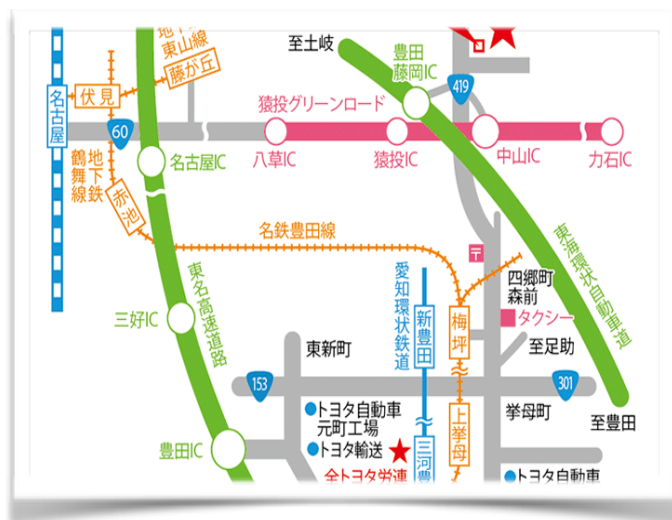 地下
東山線
藤が丘
伏見
名古屋
60
地下鉄
鶴舞線
赤池
名古屋IC
至土岐
豊田
藤岡IC
419
猿投グリーンロード
八草IC
猿投IC
中山IC
力石IC
名鉄豊田線
東名高速道路
三好IC
愛知環状鉄道
新豊田
梅坪
〒
四郷町
森前
タクシー
東海環状自動車道
至足助
東新町
153
301
挙母町
至豊田
トヨタ自動車
元町工場
トヨタ輸送
上挙母
三河豊
豊田IC
全トヨタ労連
トヨタ自動車